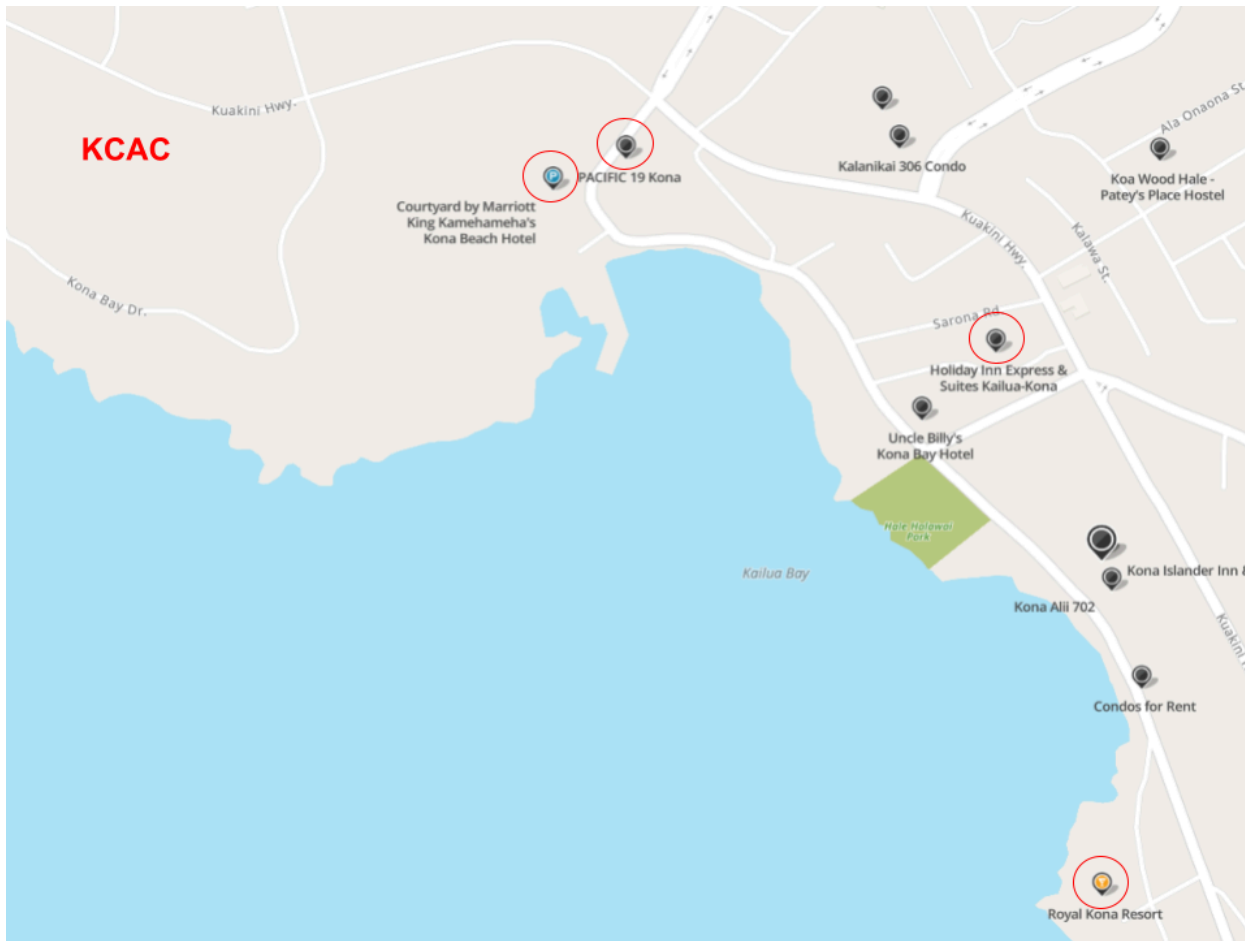 Kuakini Hwy.
KCAC
PACIFIC 19 Kona
Courtyard by Marriott
King Kamehameha's
Kona Beach Hotel
Kona Bay Dr.
Kalanikai 306 Condo
Ala Onaona St
Koa Wood Hale -
Patey's Place Hostel
Kuakini Hwy.
Kalawa St.
Sarona Rd
Holiday Inn Express &
Suites Kailua-Kona
Uncle Billy's
Kona Bay Hotel
Hale Halawai
Park
Kailua Bay
Kona Islander Inn &
Kona Alii 702
Kuakini H
Condos for Rent
P
Royal Kona Resort